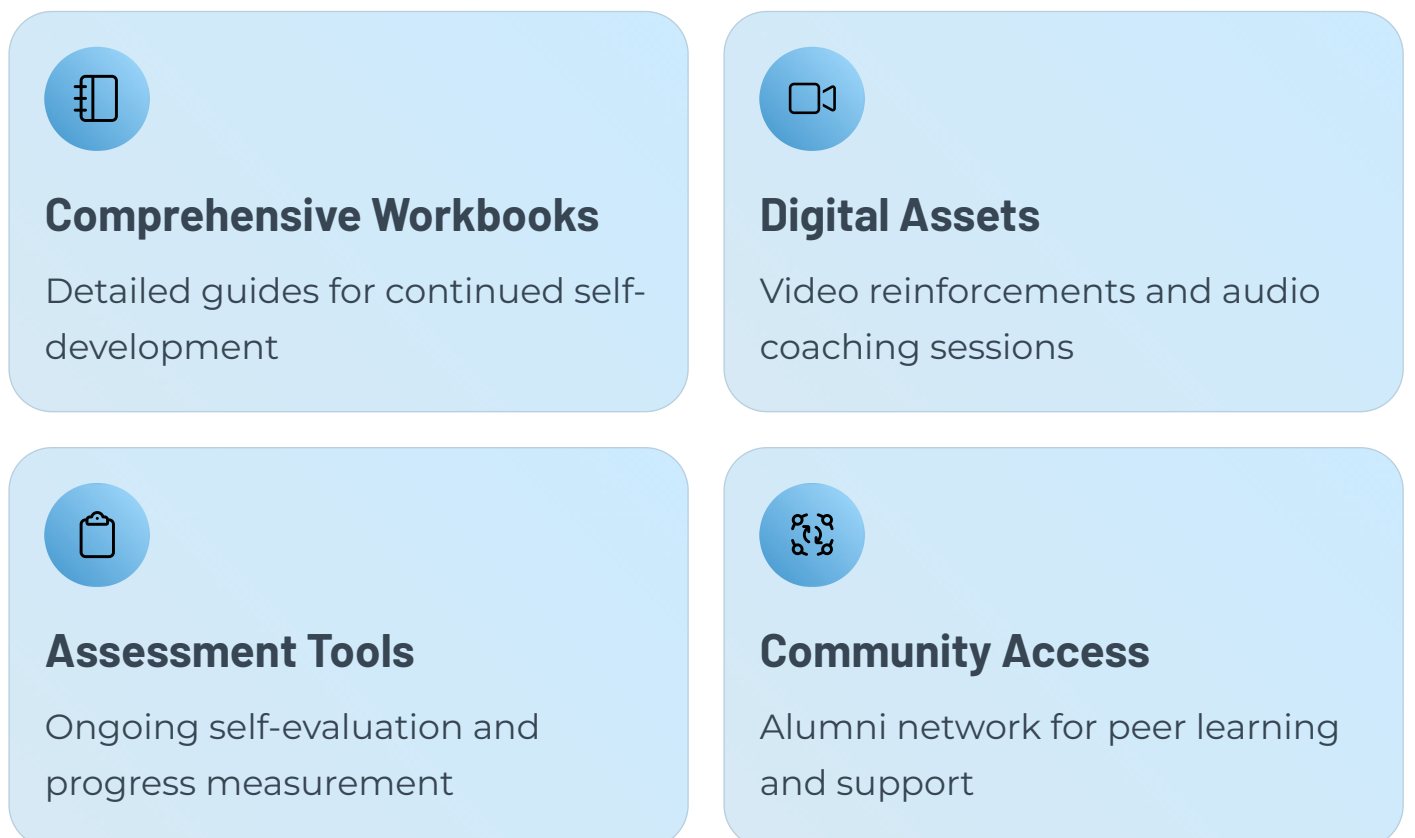 Comprehensive Workbooks
Detailed guides for continued self-
development
Digital Assets
Video reinforcements and audio
coaching sessions
Assessment Tools
Ongoing self-evaluation and
progress measurement
Community Access
Alumni network for peer learning
and support